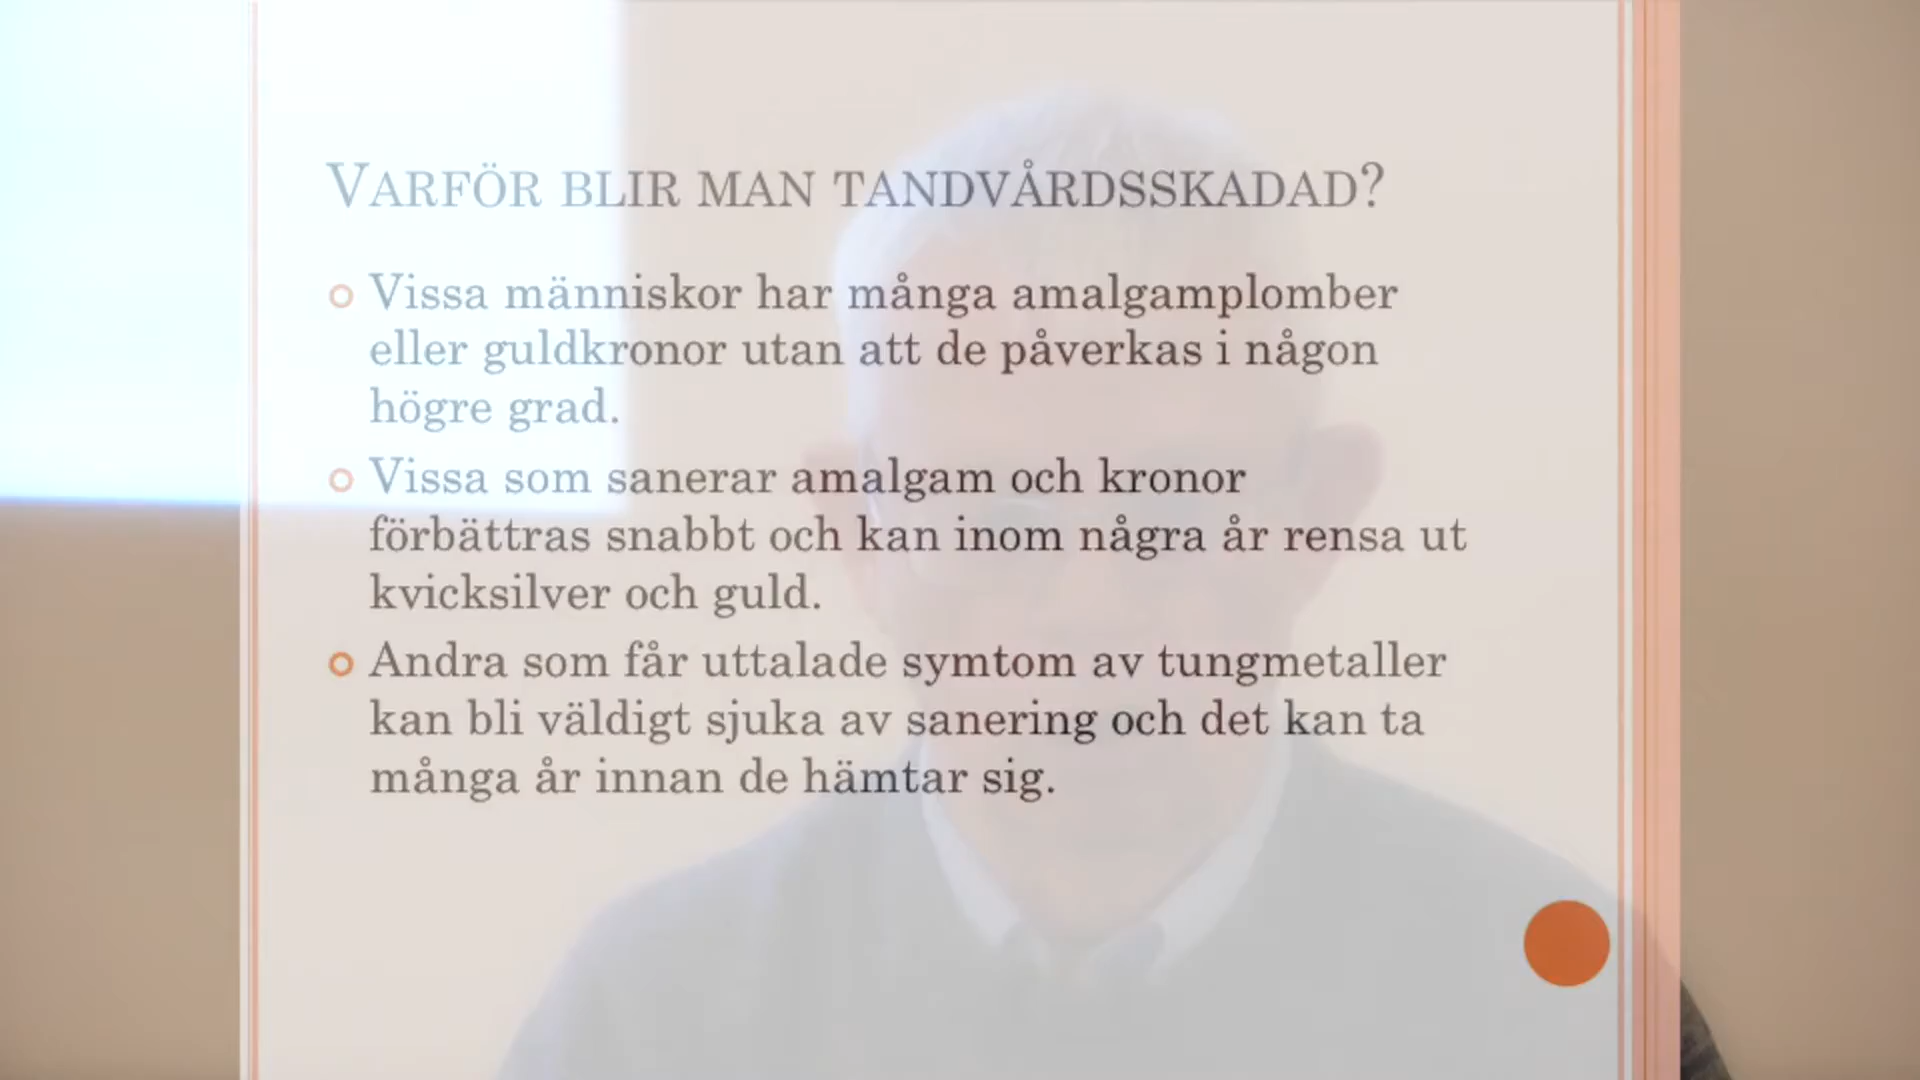 VARFÖR BLIR MAN TANDVÅRDSSKADAD?
Vissa människor har många amalgamplomber
eller guldkronor utan att de påverkas i någon
högre grad.
Vissa som sanerar amalgam och kronor
förbättras snabbt och kan inom några år rensa ut
kvicksilver och guld.
Andra som får uttalade symtom av tungmetaller
kan bli väldigt sjuka av sanering och det kan ta
många år innan de hämtar sig.